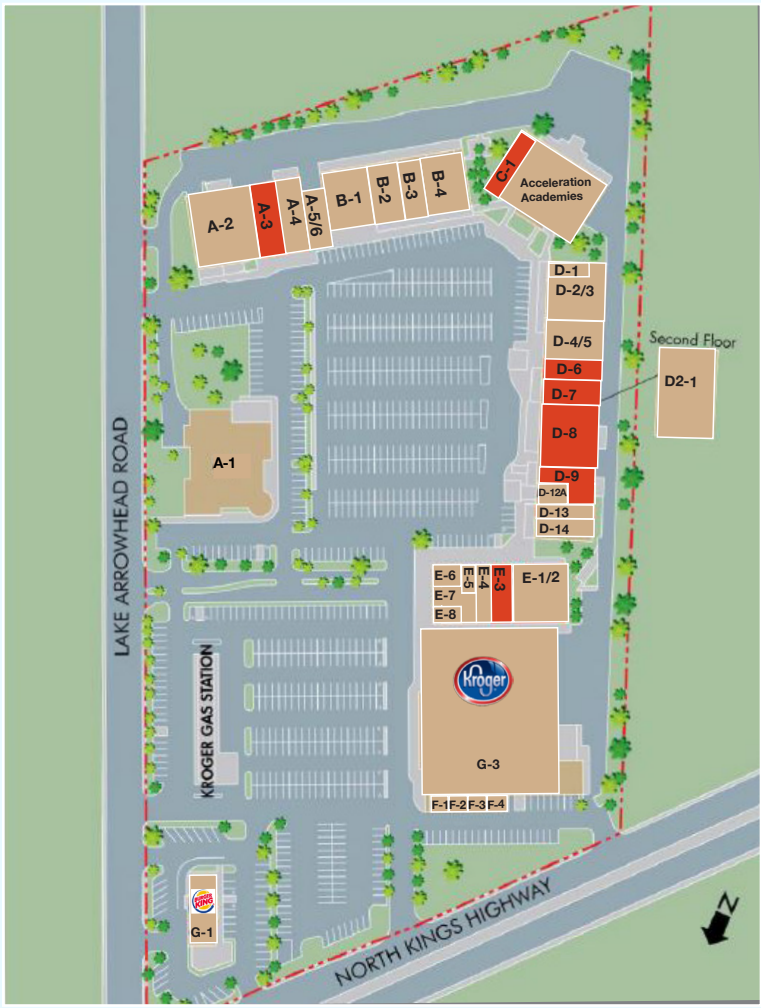 C-1
Acceleration
Academies
A-2
A-3
A-4
A-5/6
B-1
B-2
B-3
B-4
D-1
D-2/3
D-4/5
D-6
D-7
D-8
D-9
D-12A
D-13
D-14
Second Floor
D2-1
A-1
LAKE ARROWHEAD ROAD
E-6
E-7
E-8
E-5
E-4
E-3
E-1/2
Kroger
G-3
KROGER GAS STATION
F-1
F-2
F-3
F-4
BURGER
KING
G-1
NORTH KINGS HIGHWAY
N